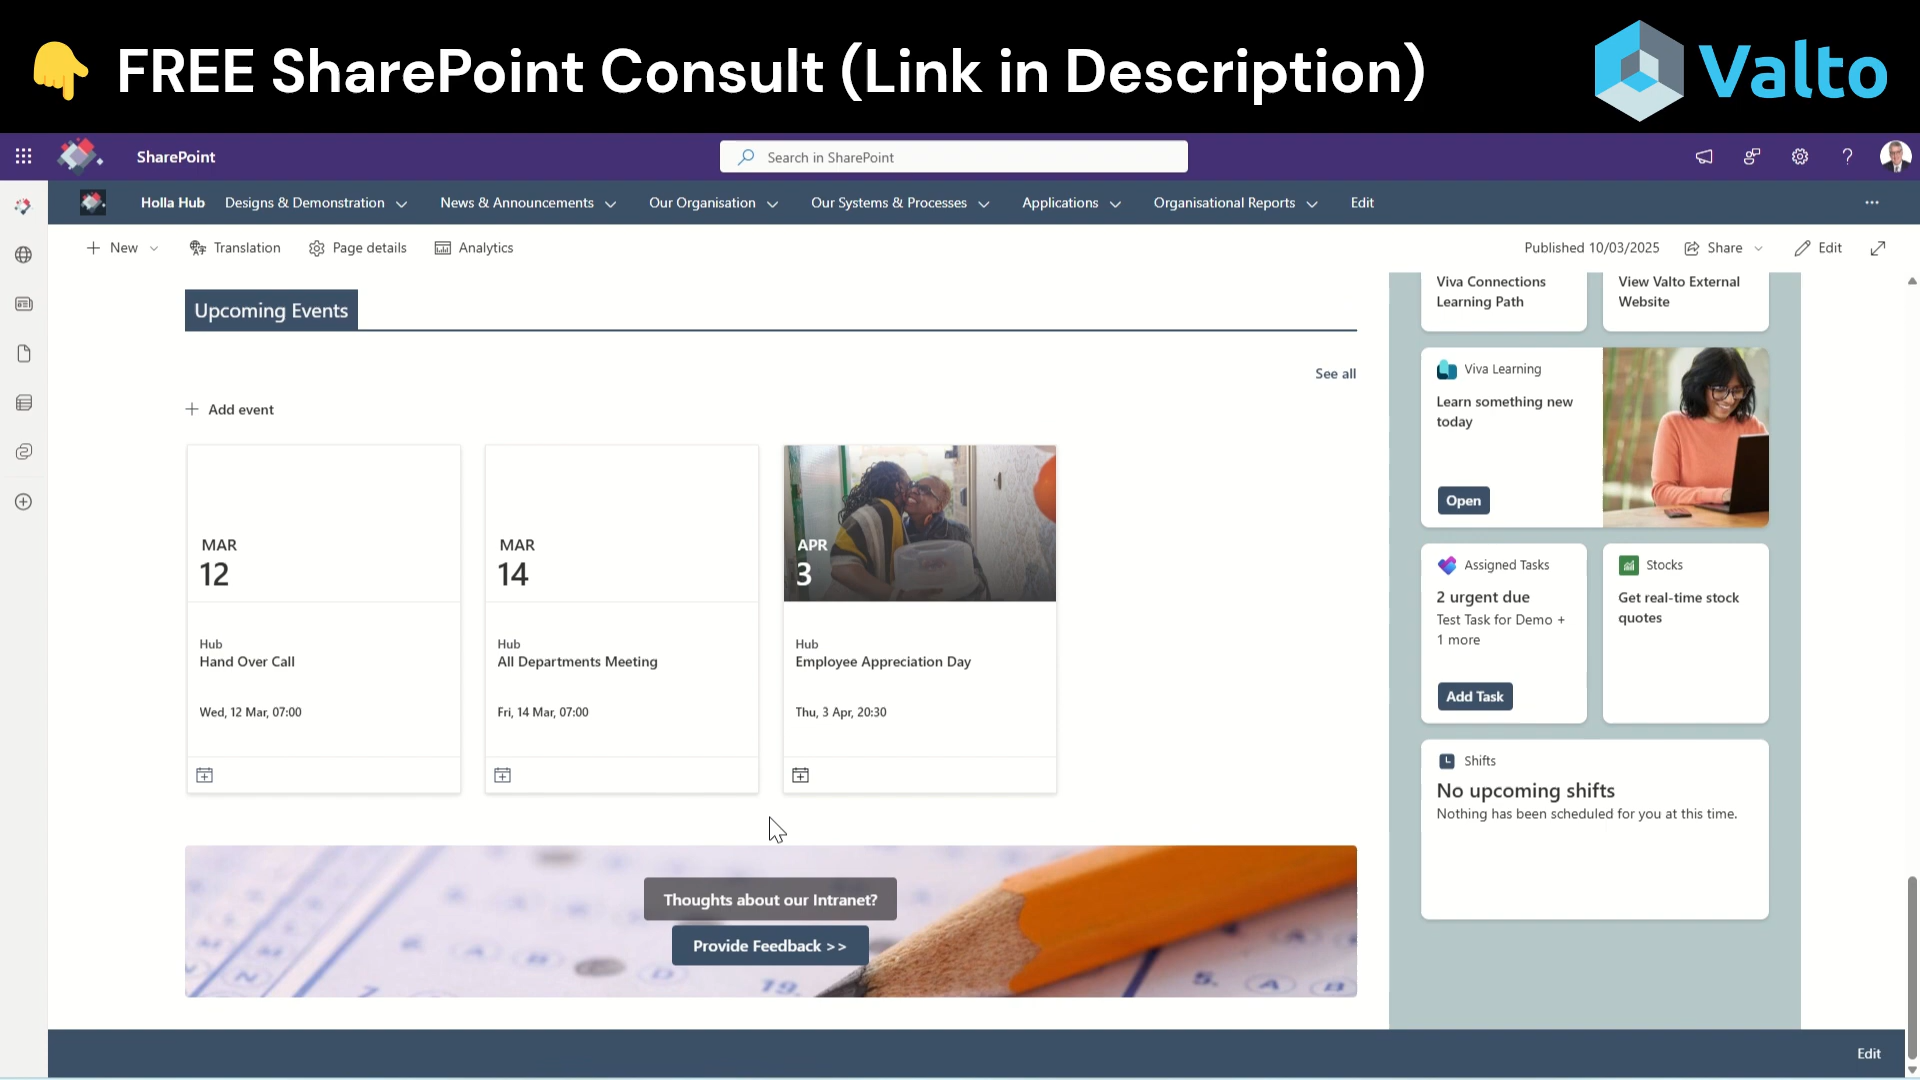 👇 FREE SharePoint Consult (Link in Description)
Valto
SharePoint
Search in SharePoint
Holla Hub
Designs & Demonstration
News & Announcements
Our Organisation
Our Systems & Processes
Applications
Organisational Reports
Edit
New
Translation
Page details
Analytics
Published 10/03/2025
Share
Edit
Upcoming Events
See all
Add event
MAR
12
Hub
Hand Over Call
Wed, 12 Mar, 07:00
MAR
14
Hub
All Departments Meeting
Fri, 14 Mar, 07:00
APR
3
Hub
Employee Appreciation Day
Thu, 3 Apr, 20:30
Thoughts about our Intranet?
Provide Feedback >>
Viva Connections
Learning Path
View Valto External
Website
Viva Learning
Learn something new
today
Open
Assigned Tasks
2 urgent due
Test Task for Demo +
1 more
Add Task
Stocks
Get real-time stock
quotes
Shifts
No upcoming shifts
Nothing has been scheduled for you at this time.
Edit